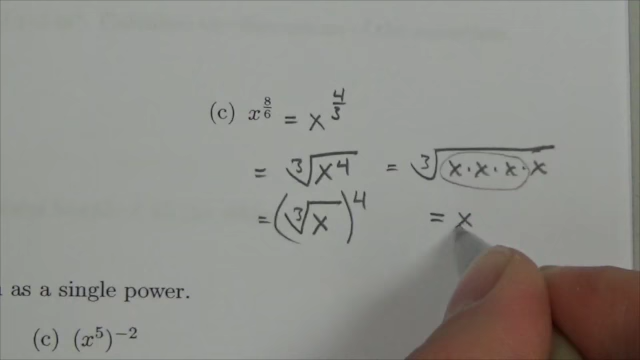 (c) x^{8/6} = x^{4/3}
= ∛x⁴ = ∛x·x·x·x
= (∛x)⁴ = x
as a single power.
(c) (x⁵)⁻²